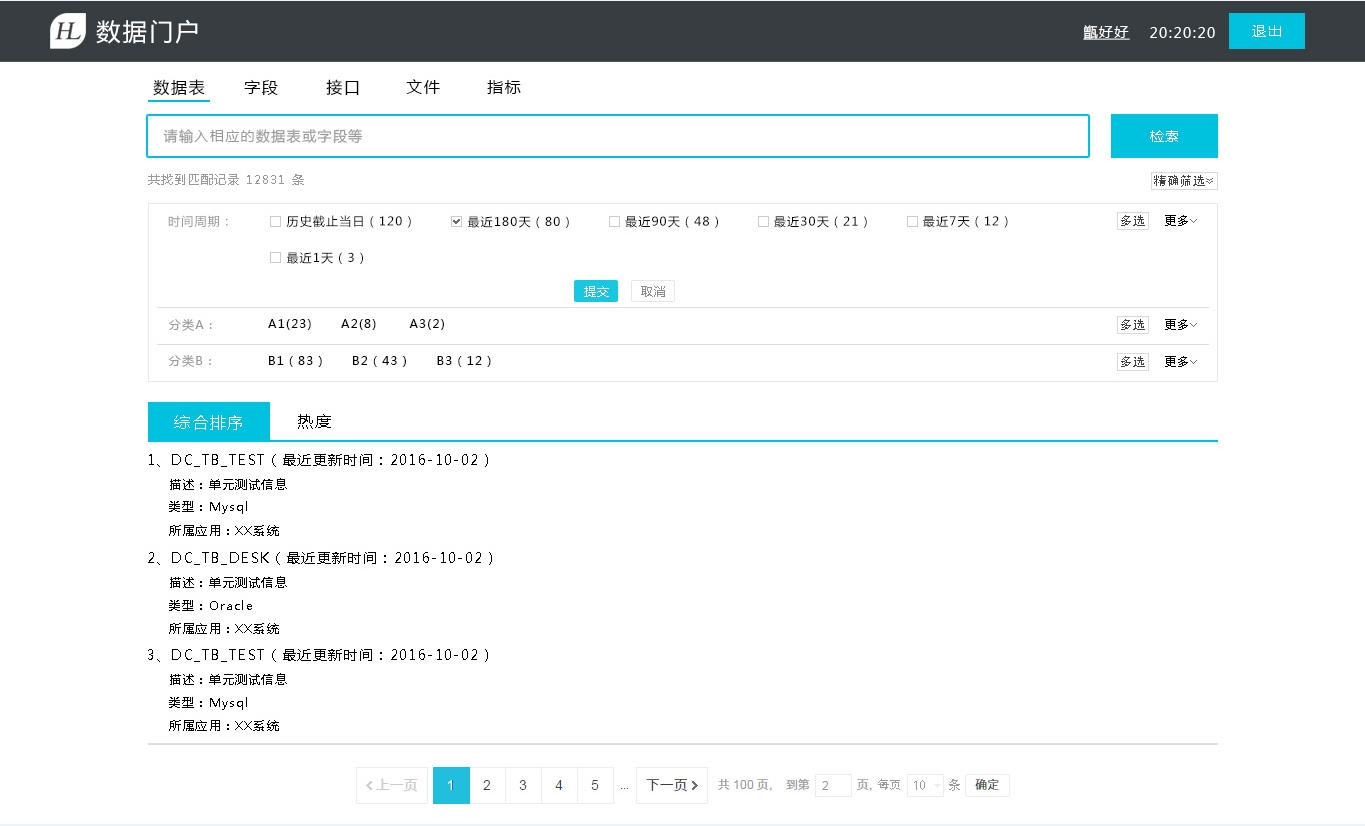 HL 数据门户 甑好好 20:20:20 退出
数据表 字段 接口 文件 指标
请输入相应的数据表或字段等 检索
共找到匹配记录 12831 条 精确筛选
时间周期： 历史截止当日（120） 最近180天（80） 最近90天（48） 最近30天（21） 最近7天（12） 多选 更多
最近1天（3）
提交 取消
分类A： A1(23) A2(8) A3(2) 多选 更多
分类B： B1（83） B2（43） B3（12） 多选 更多
综合排序 热度
1、DC_TB_TEST（最近更新时间：2016-10-02）
描述：单元测试信息
类型：Mysql
所属应用：XX系统
2、DC_TB_DESK（最近更新时间：2016-10-02）
描述：单元测试信息
类型：Oracle
所属应用：XX系统
3、DC_TB_TEST（最近更新时间：2016-10-02）
描述：单元测试信息
类型：Mysql
所属应用：XX系统
上一页 1 2 3 4 5 ... 下一页 共 100 页, 到第 2 页, 每页 10 条 确定